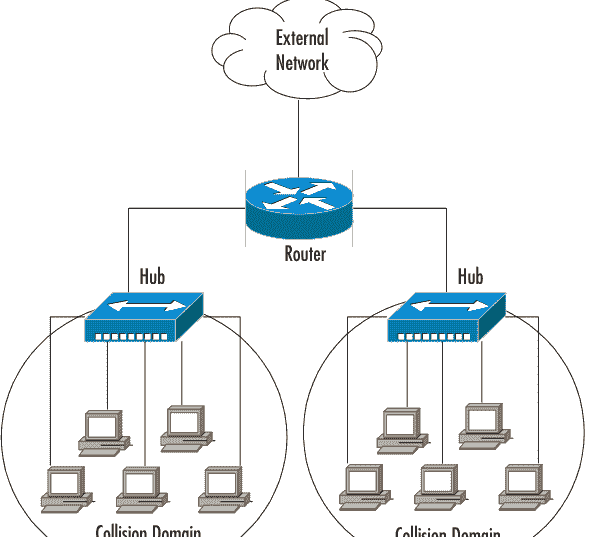 External
Network
Router
Hub
Hub
Collision Domain
Collision Domain